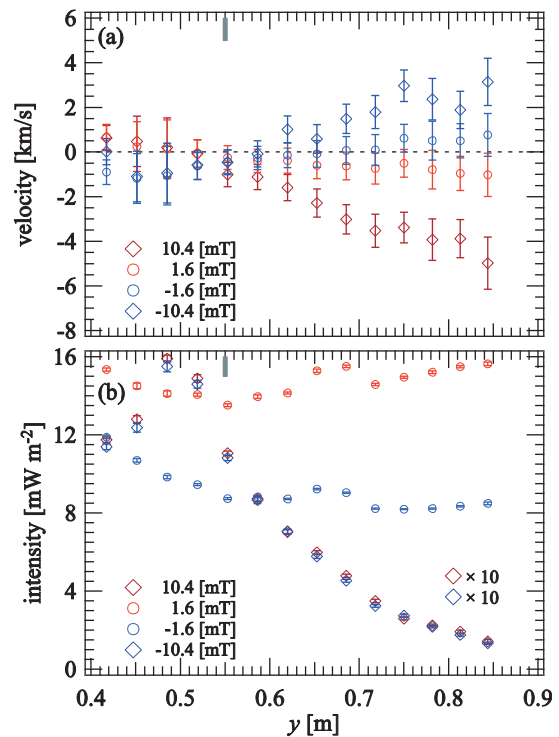 (a)
6
4
2
0
-2
-4
-6
-8
velocity [km/s]
10.4 [mT]
1.6 [mT]
-1.6 [mT]
-10.4 [mT]
(b)
16
12
8
4
0
intensity [mW m-2]
10.4 [mT]
1.6 [mT]
-1.6 [mT]
-10.4 [mT]
× 10
× 10
0.4 0.5 0.6 0.7 0.8 0.9
y [m]